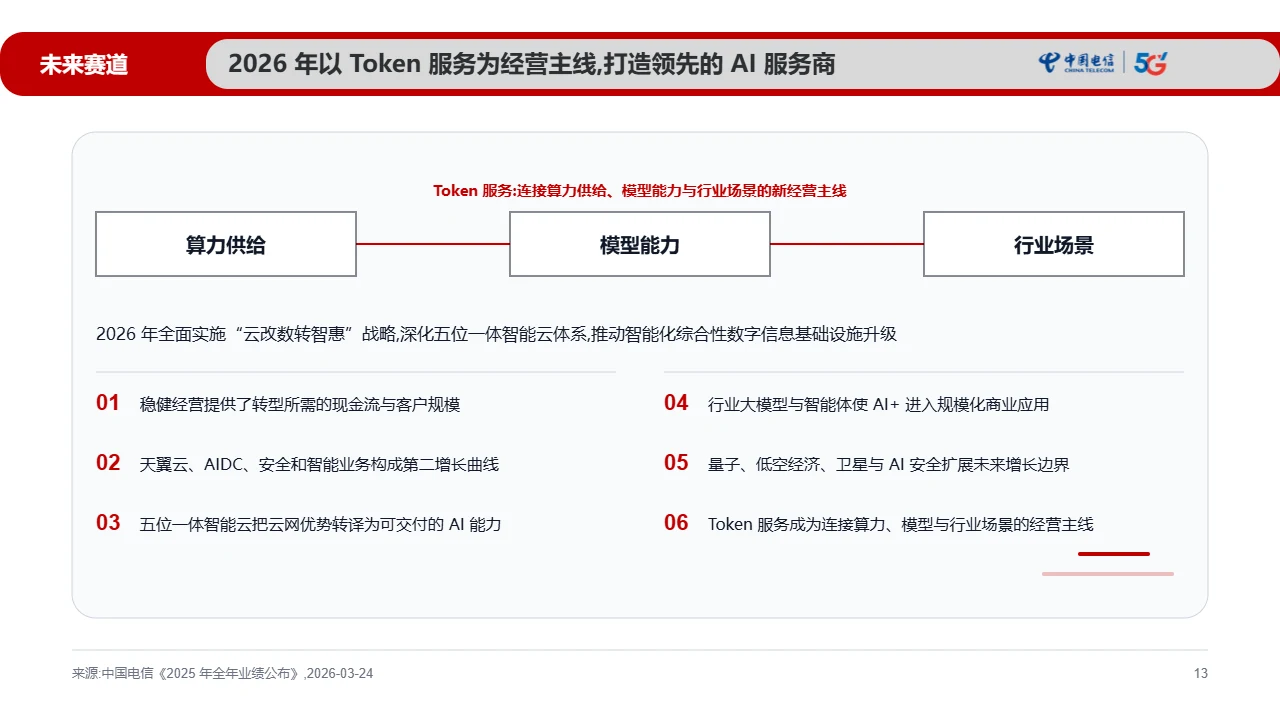 未来赛道
2026 年以 Token 服务为经营主线,打造领先的 AI 服务商
中国电信
CHINA TELECOM
5G
Token 服务:连接算力供给、模型能力与行业场景的新经营主线
算力供给
模型能力
行业场景
2026 年全面实施“云改数转智惠”战略,深化五位一体智能云体系,推动智能化综合性数字信息基础设施升级
01 稳健经营提供了转型所需的现金流与客户规模
02 天翼云、AIDC、安全和智能业务构成第二增长曲线
03 五位一体智能云把云网优势转译为可交付的 AI 能力
04 行业大模型与智能体使 AI+ 进入规模化商业应用
05 量子、低空经济、卫星与 AI 安全扩展未来增长边界
06 Token 服务成为连接算力、模型与行业场景的经营主线
来源:中国电信《2025 年全年业绩公布》,2026-03-24
13